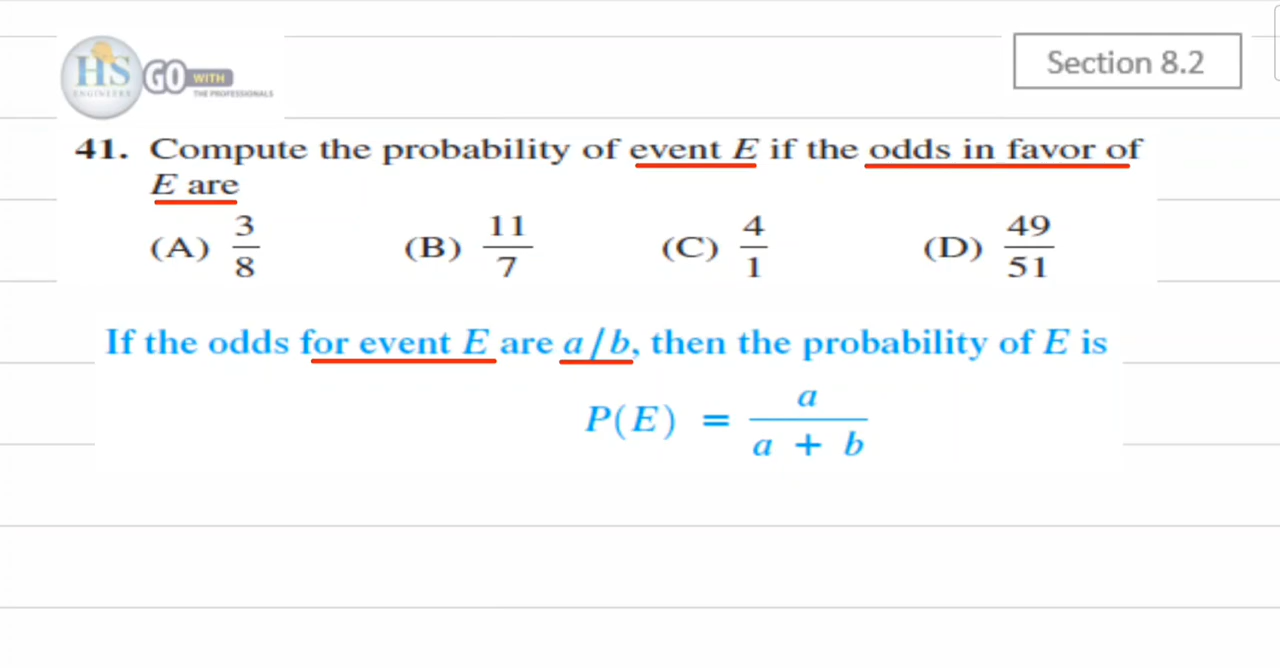 HS
ENGINEERS
GO WITH
THE PROFESSIONALS
Section 8.2
41. Compute the probability of event E if the odds in favor of
E are
(A) 3/8 (B) 11/7 (C) 4/1 (D) 49/51
If the odds for event E are a/b, then the probability of E is
P(E) = a/(a + b)